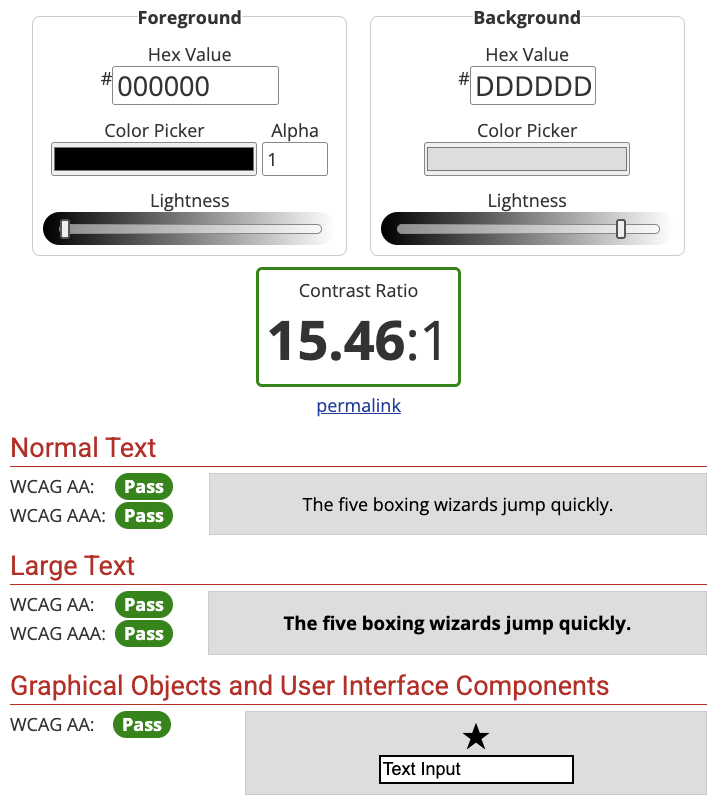 Foreground
Background
Hex Value
Hex Value
#000000
#DDDDDD
Color Picker
Alpha
Color Picker
1
Lightness
Lightness
Contrast Ratio
15.46:1
permalink
Normal Text
WCAG AA: Pass
WCAG AAA: Pass
The five boxing wizards jump quickly.
Large Text
WCAG AA: Pass
WCAG AAA: Pass
The five boxing wizards jump quickly.
Graphical Objects and User Interface Components
WCAG AA: Pass
Text Input